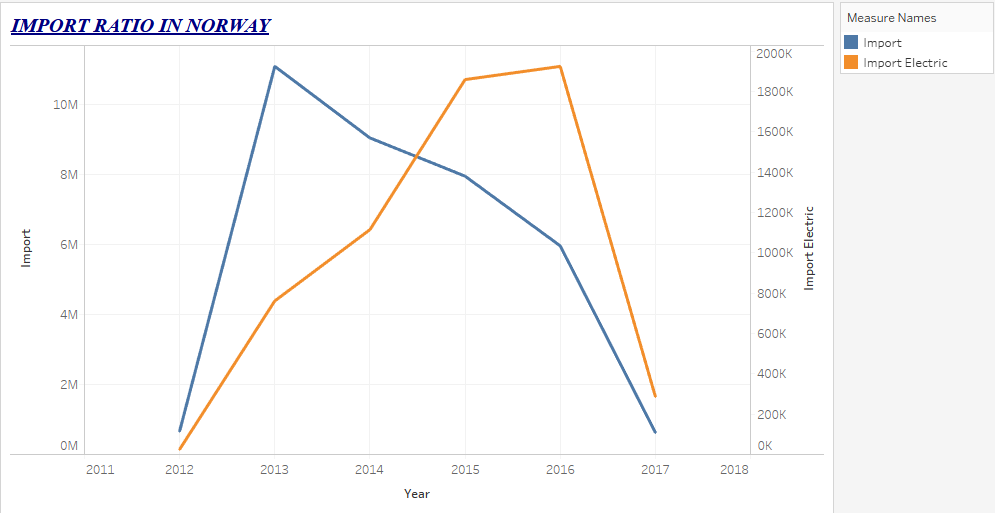 IMPORT RATIO IN NORWAY
Measure Names
Import
Import Electric
10M
8M
6M
4M
2M
0M
Import
2000K
1800K
1600K
1400K
1200K
1000K
800K
600K
400K
200K
0K
Import Electric
2011 2012 2013 2014 2015 2016 2017 2018
Year